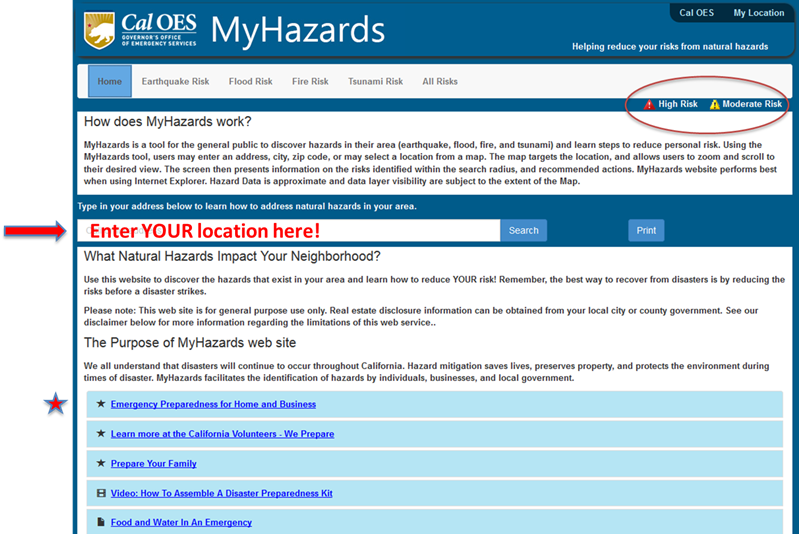 Cal OES My Location
Cal OES
GOVERNOR'S OFFICE
OF EMERGENCY SERVICES
MyHazards
Helping reduce your risks from natural hazards
Home Earthquake Risk Flood Risk Fire Risk Tsunami Risk All Risks
High Risk Moderate Risk
How does MyHazards work?
MyHazards is a tool for the general public to discover hazards in their area (earthquake, flood, fire, and tsunami) and learn steps to reduce personal risk. Using the
MyHazards tool, users may enter an address, city, zip code, or may select a location from a map. The map targets the location, and allows users to zoom and scroll to
their desired view. The screen then presents information on the risks identified within the search radius, and recommended actions. MyHazards website performs best
when using Internet Explorer. Hazard Data is approximate and data layer visibility are subject to the extent of the Map.
Type in your address below to learn how to address natural hazards in your area.
Enter YOUR location here! Search Print
What Natural Hazards Impact Your Neighborhood?
Use this website to discover the hazards that exist in your area and learn how to reduce YOUR risk! Remember, the best way to recover from disasters is by reducing the
risks before a disaster strikes.
Please note: This web site is for general purpose use only. Real estate disclosure information can be obtained from your local city or county government. See our
disclaimer below for more information regarding the limitations of this web service..
The Purpose of MyHazards web site
We all understand that disasters will continue to occur throughout California. Hazard mitigation saves lives, preserves property, and protects the environment during
times of disaster. MyHazards facilitates the identification of hazards by individuals, businesses, and local government.
Emergency Preparedness for Home and Business
Learn more at the California Volunteers - We Prepare
Prepare Your Family
Video: How To Assemble A Disaster Preparedness Kit
Food and Water In An Emergency